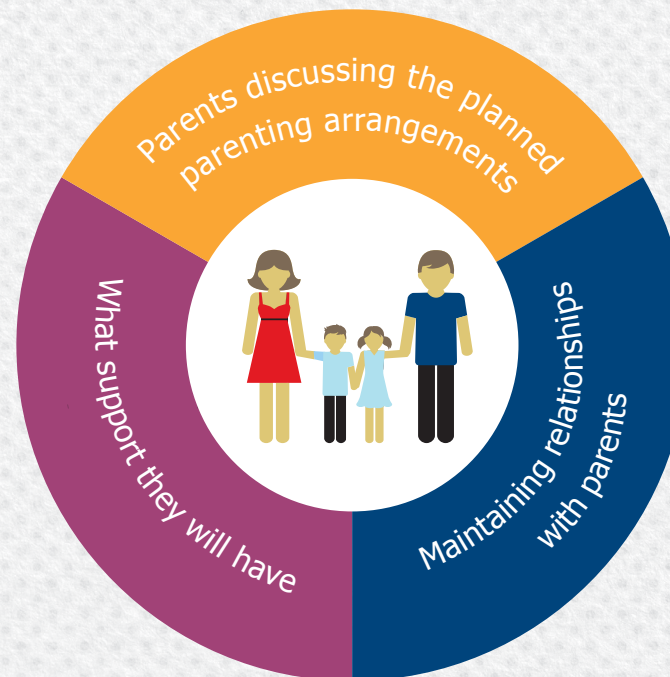 Parents discussing the planned
parenting arrangements
Maintaining relationships
with parents
What support they will have